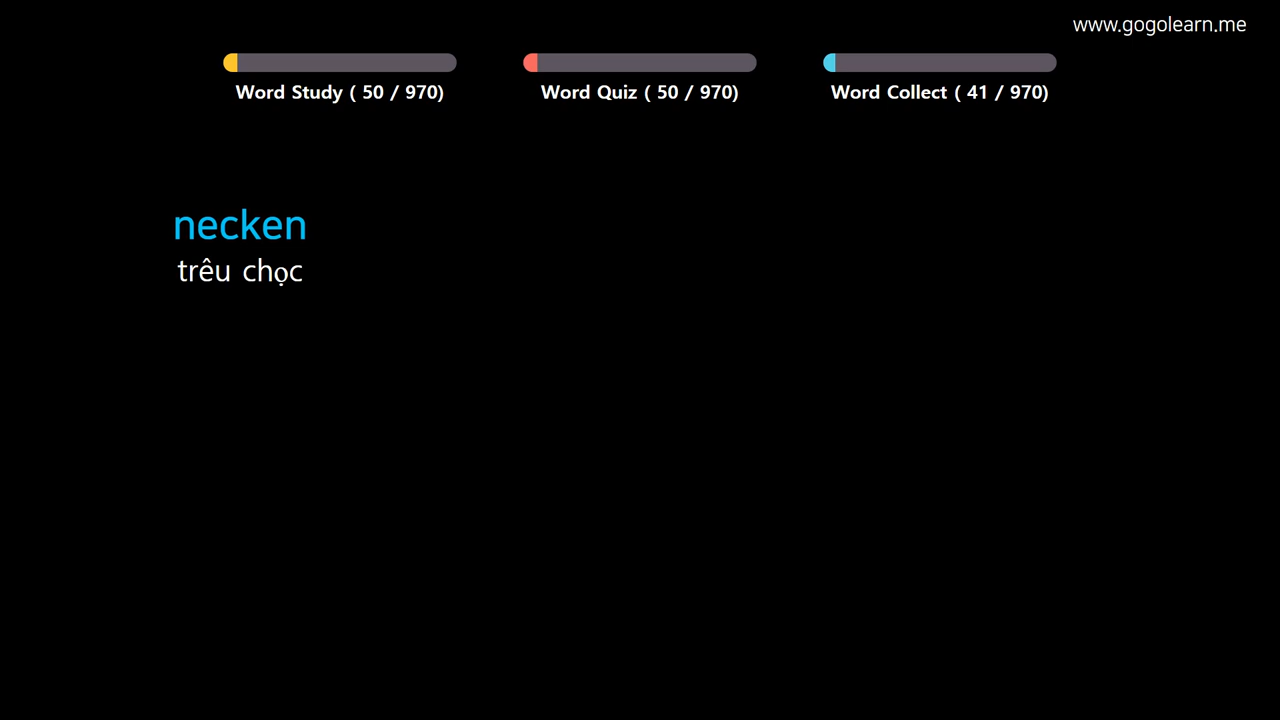 www.gogolearn.me
Word Study ( 50 / 970)
Word Quiz ( 50 / 970)
Word Collect ( 41 / 970)
necken
trêu chọc